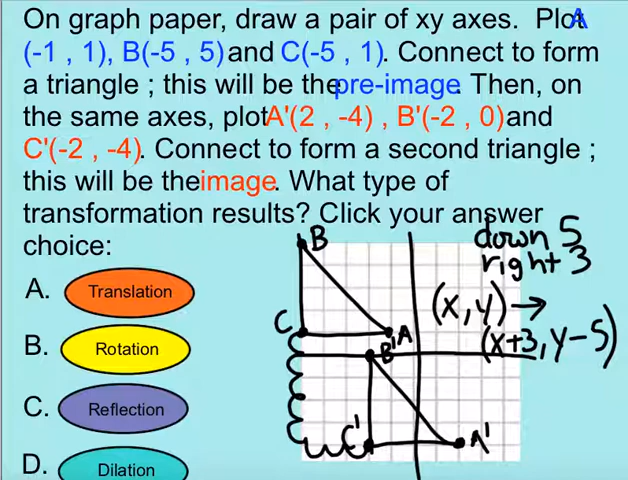 On graph paper, draw a pair of xy axes. Plot A
(-1 , 1), B(-5 , 5) and C(-5 , 1). Connect to form
a triangle ; this will be the pre-image. Then, on
the same axes, plot A'(2 , -4) , B'(-2 , 0) and
C'(-2 , -4). Connect to form a second triangle ;
this will be the image. What type of
transformation results? Click your answer
choice:
B
down 5
right 3
A. Translation
(x,y) →
C
A
(x+3, y-5)
B. Rotation
B'
C. Reflection
C'
A'
D. Dilation